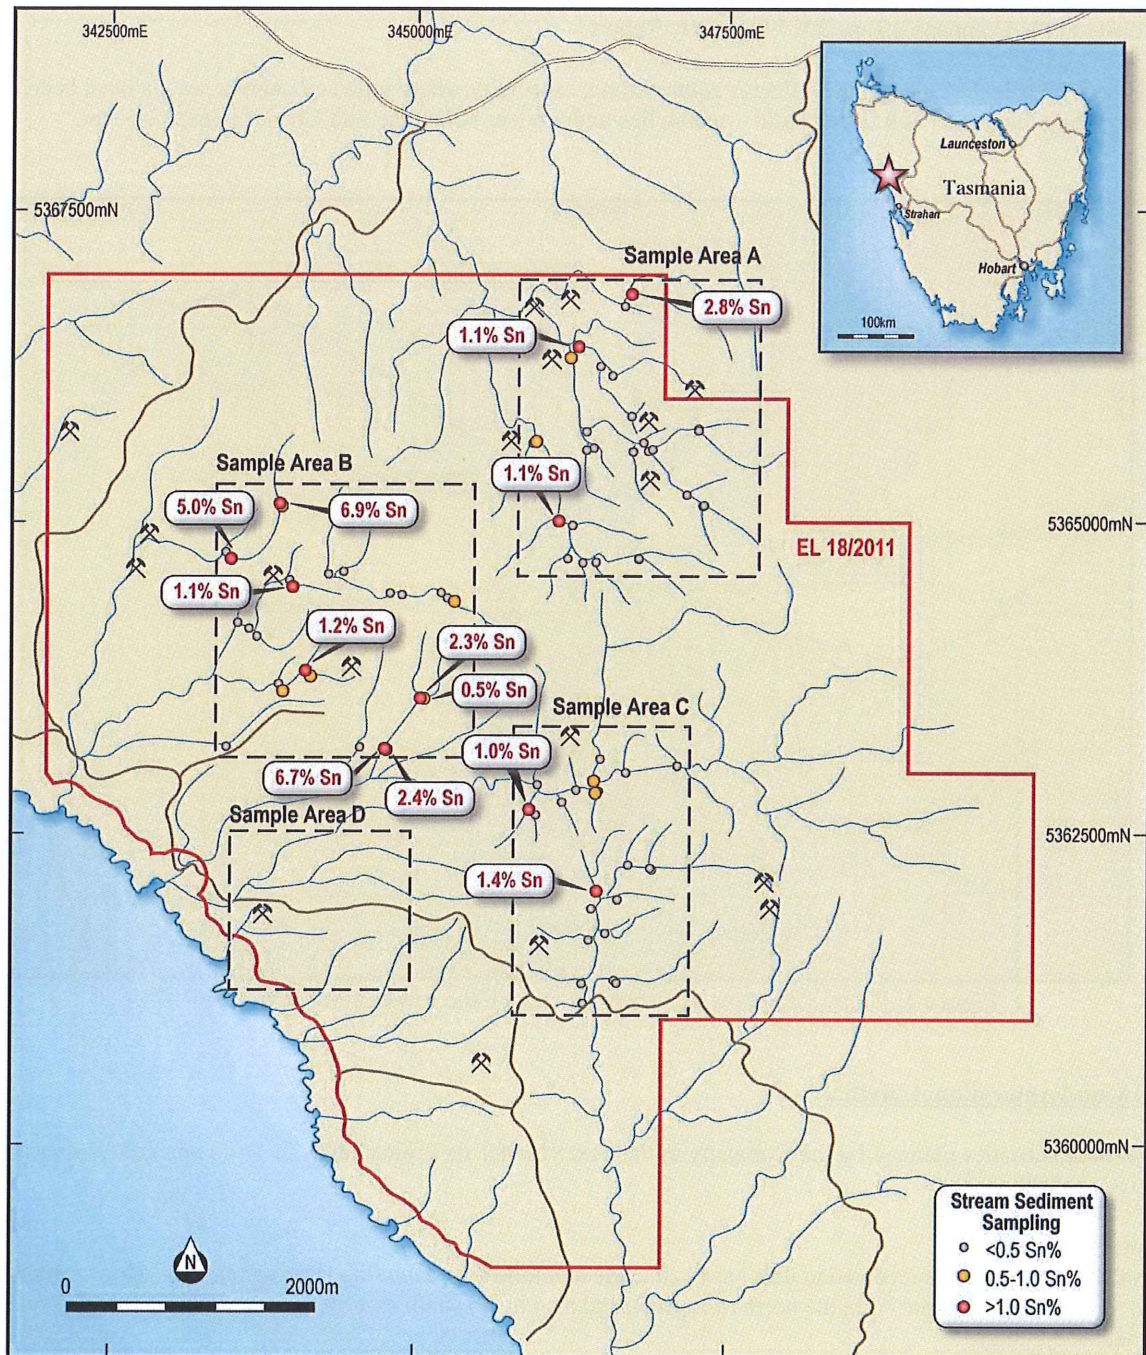 342500mE
345000mE
347500mE
Launceston
Tasmania
Strahan
Hobart
100km
5367500mN
Sample Area A
2.8% Sn
1.1% Sn
1.1% Sn
Sample Area B
5.0% Sn
6.9% Sn
5365000mN
EL 18/2011
1.1% Sn
1.2% Sn
2.3% Sn
0.5% Sn
Sample Area C
1.0% Sn
6.7% Sn
2.4% Sn
Sample Area D
5362500mN
1.4% Sn
5360000mN
Stream Sediment
Sampling
<0.5 Sn%
0.5-1.0 Sn%
>1.0 Sn%
N
0
2000m